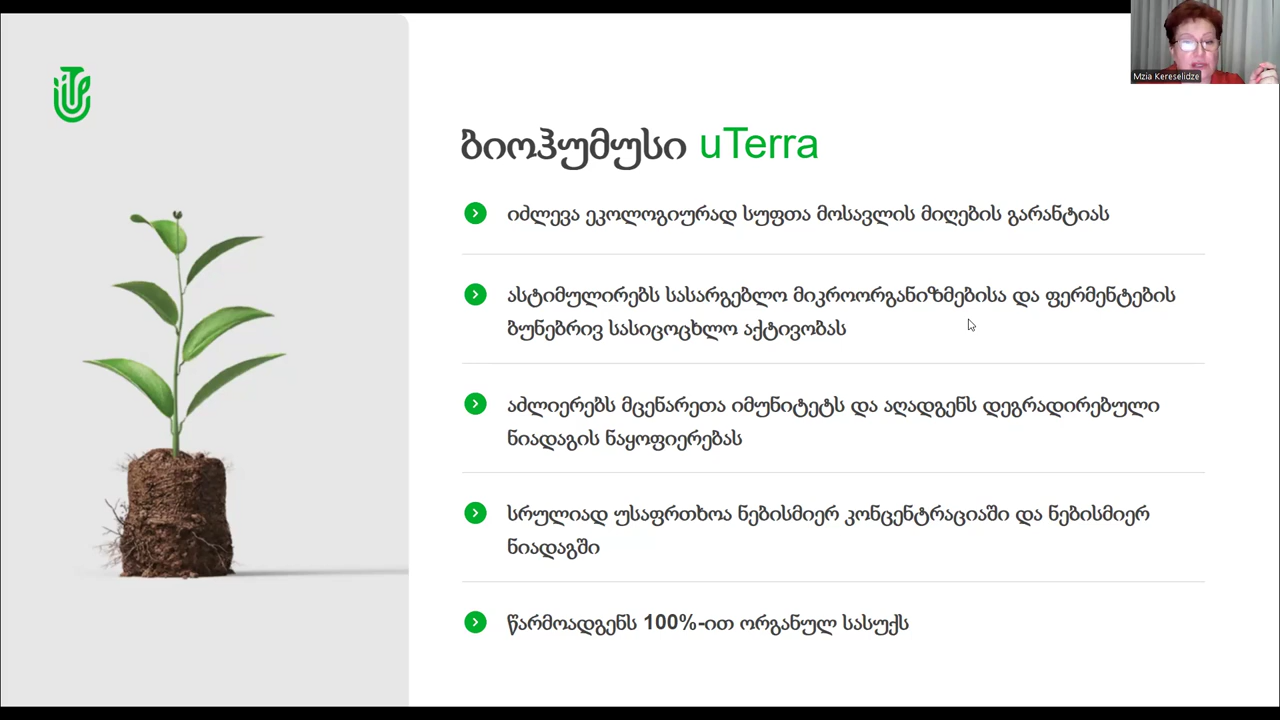 Mzia Kereselidze
ბიოჰუმუსი uTerra
იძლევა ეკოლოგიურად სუფთა მოსავლის მიღების გარანტიას
ასტიმულირებს სასარგებლო მიკროორგანიზმებისა და ფერმენტების
ბუნებრივ სასიცოცხლო აქტივობას
აძლიერებს მცენარეთა იმუნიტეტს და აღადგენს დეგრადირებული
ნიადაგის ნაყოფიერებას
სრულიად უსაფრთხოა ნებისმიერ კონცენტრაციაში და ნებისმიერ
ნიადაგში
წარმოადგენს 100%-ით ორგანულ სასუქს